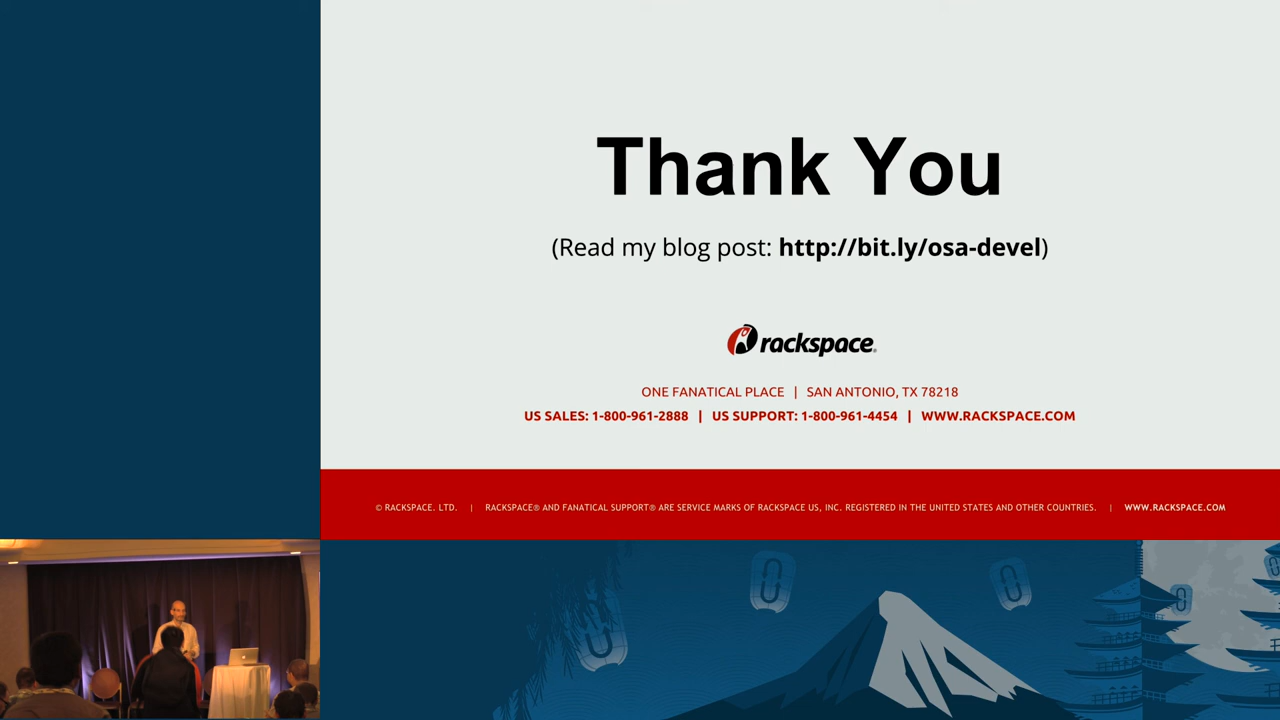 Thank You
(Read my blog post: http://bit.ly/osa-devel)
rackspace®
ONE FANATICAL PLACE | SAN ANTONIO, TX 78218
US SALES: 1-800-961-2888 | US SUPPORT: 1-800-961-4454 | WWW.RACKSPACE.COM
© RACKSPACE. LTD. | RACKSPACE® AND FANATICAL SUPPORT® ARE SERVICE MARKS OF RACKSPACE US, INC. REGISTERED IN THE UNITED STATES AND OTHER COUNTRIES. | WWW.RACKSPACE.COM